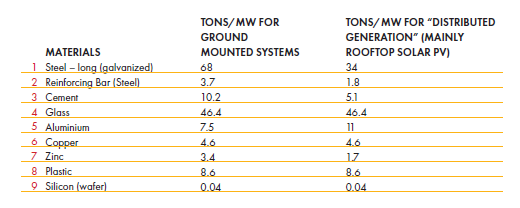 TONS/MW FOR TONS/MW FOR “DISTRIBUTED
GROUND GENERATION” (MAINLY
MATERIALS MOUNTED SYSTEMS ROOFTOP SOLAR PV)
1 Steel – long (galvanized) 68 34
2 Reinforcing Bar (Steel) 3.7 1.8
3 Cement 10.2 5.1
4 Glass 46.4 46.4
5 Aluminium 7.5 11
6 Copper 4.6 4.6
7 Zinc 3.4 1.7
8 Plastic 8.6 8.6
9 Silicon (wafer) 0.04 0.04